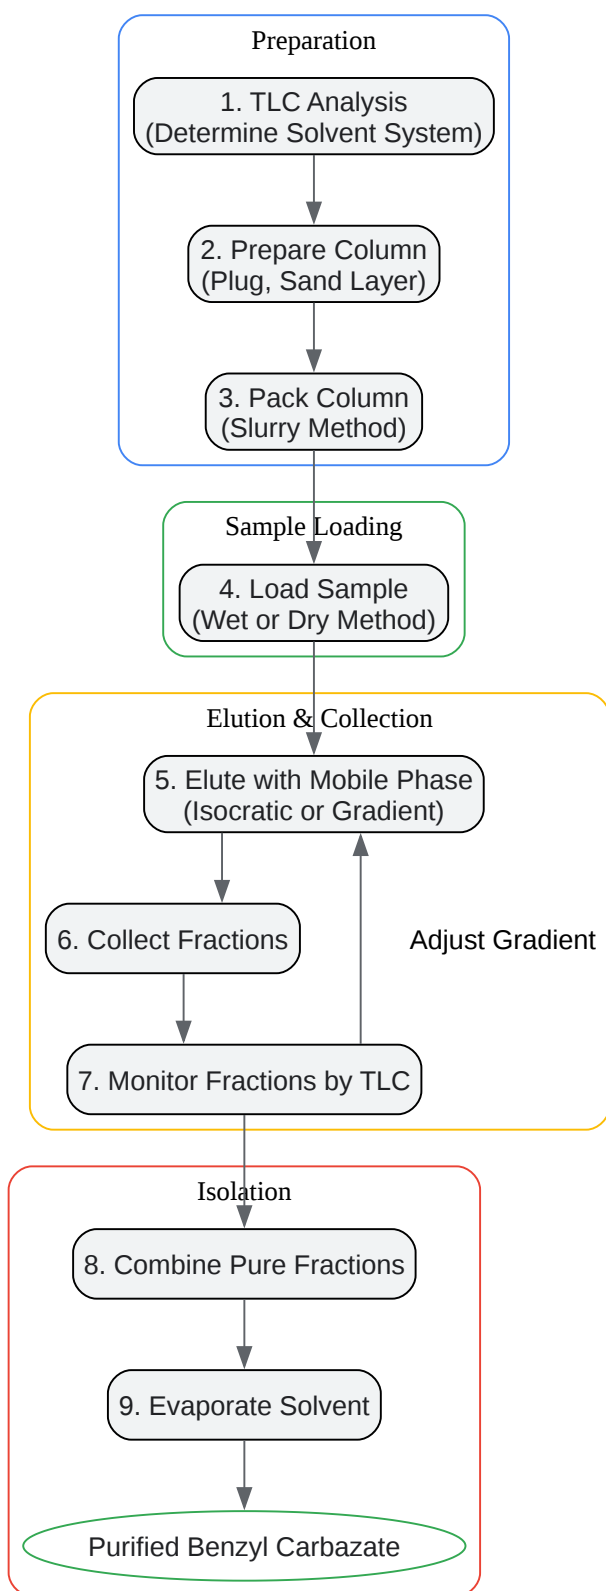 Preparation
1. TLC Analysis
(Determine Solvent System)
2. Prepare Column
(Plug, Sand Layer)
3. Pack Column
(Slurry Method)
Sample Loading
4. Load Sample
(Wet or Dry Method)
Elution & Collection
5. Elute with Mobile Phase
(Isocratic or Gradient)
6. Collect Fractions
Adjust Gradient
7. Monitor Fractions by TLC
Isolation
8. Combine Pure Fractions
9. Evaporate Solvent
Purified Benzyl Carbazate